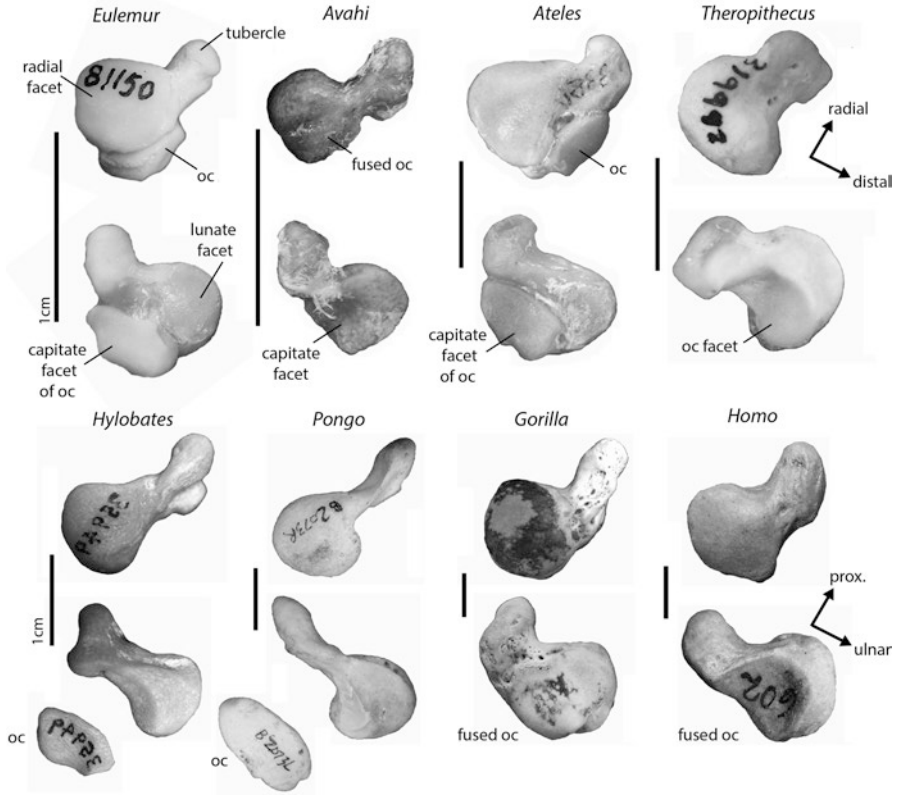 Eulemur
Avahi
Ateles
Theropithecus
tubercle
radial
facet
81150
oc
fused oc
oc
319982
radial
distal
lunate
facet
1cm
capitate
facet
of oc
capitate
facet
capitate
facet
of oc
oc facet
Hylobates
Pongo
Gorilla
Homo
prox.
ulnar
1cm
oc
oc
fused oc
fused oc